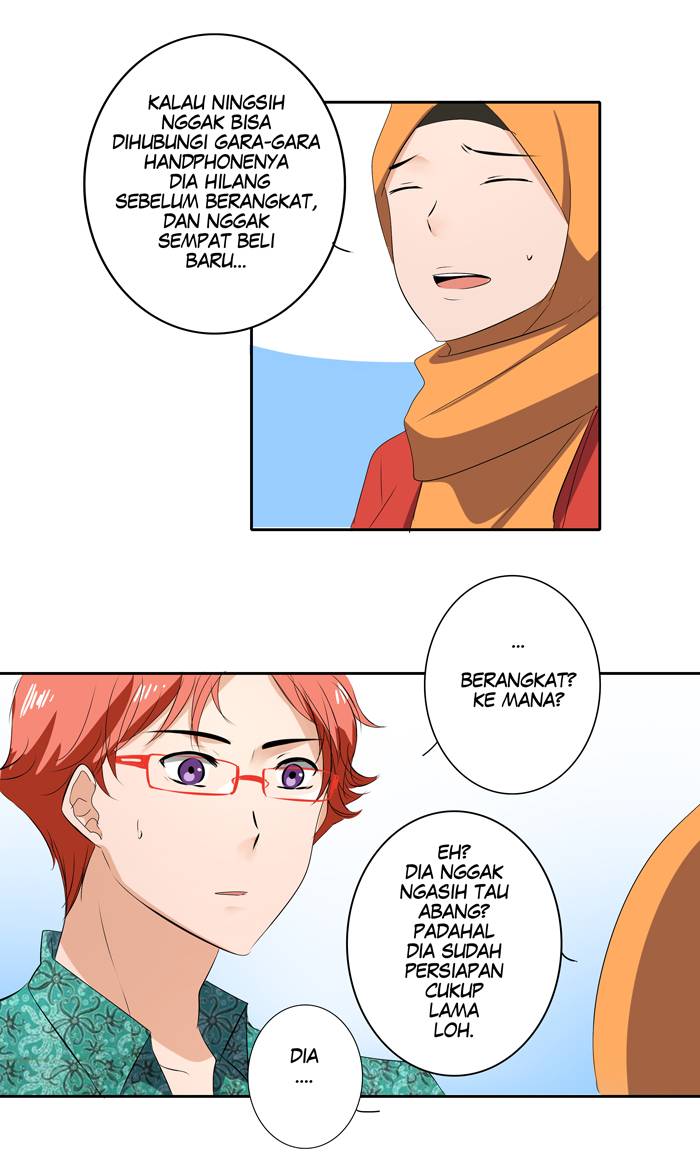 KALAU NINGSIH
NGGAK BISA
DIHUBUNGI GARA-GARA
HANDPHONENYA
DIA HILANG
SEBELUM BERANGKAT,
DAN NGGAK
SEMPAT BELI
BARU...
...
BERANGKAT?
KE MANA?
EH?
DIA NGGAK
NGASIH TAU
ABANG?
PADAHAL
DIA SUDAH
PERSIAPAN
CUKUP
LAMA
LOH.
DIA
....